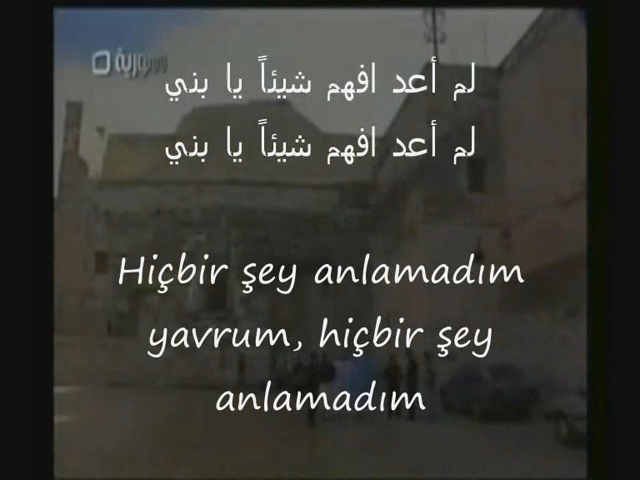 سورية
لم أعد افهم شيئاً يا بني
لم أعد افهم شيئاً يا بني
Hiçbir şey anlamadım
yavrum, hiçbir şey
anlamadım